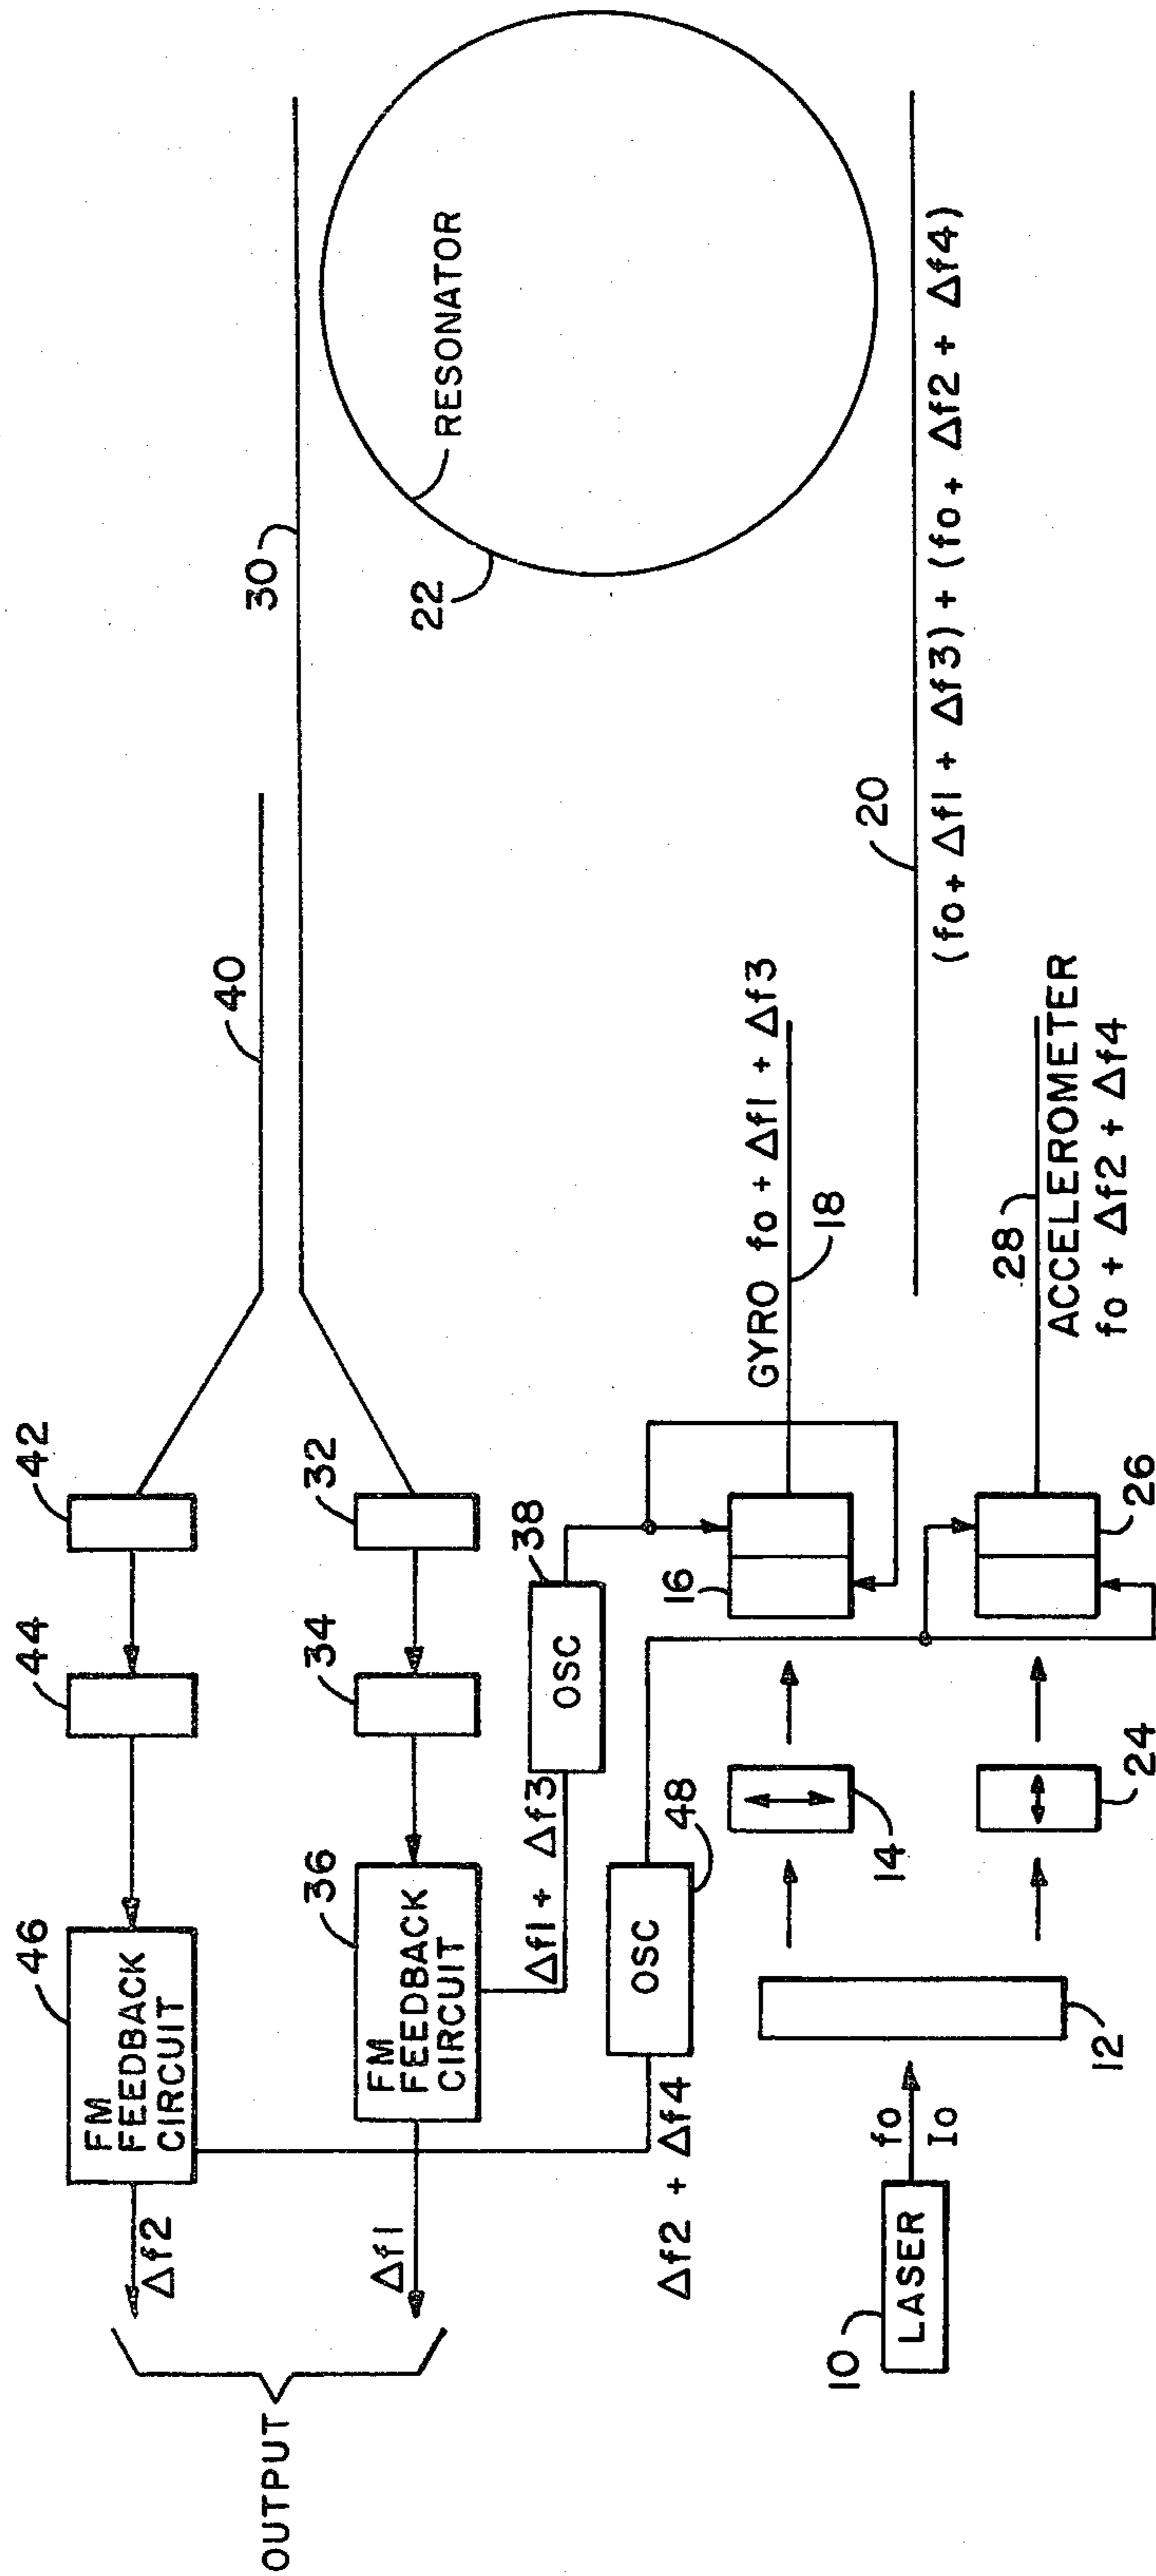 OUTPUT
Δf2
Δf1
46
FM
FEEDBACK
CIRCUIT
44
42
40
30
22
RESONATOR
36
FM
FEEDBACK
CIRCUIT
34
32
Δf1 + Δf3
OSC
38
Δf2 + Δf4
OSC
48
10
LASER
fo
Io
12
14
16
GYRO fo + Δf1 + Δf3
18
20
(fo + Δf1 + Δf3) + (fo + Δf2 + Δf4)
24
26
28
ACCELEROMETER
fo + Δf2 + Δf4